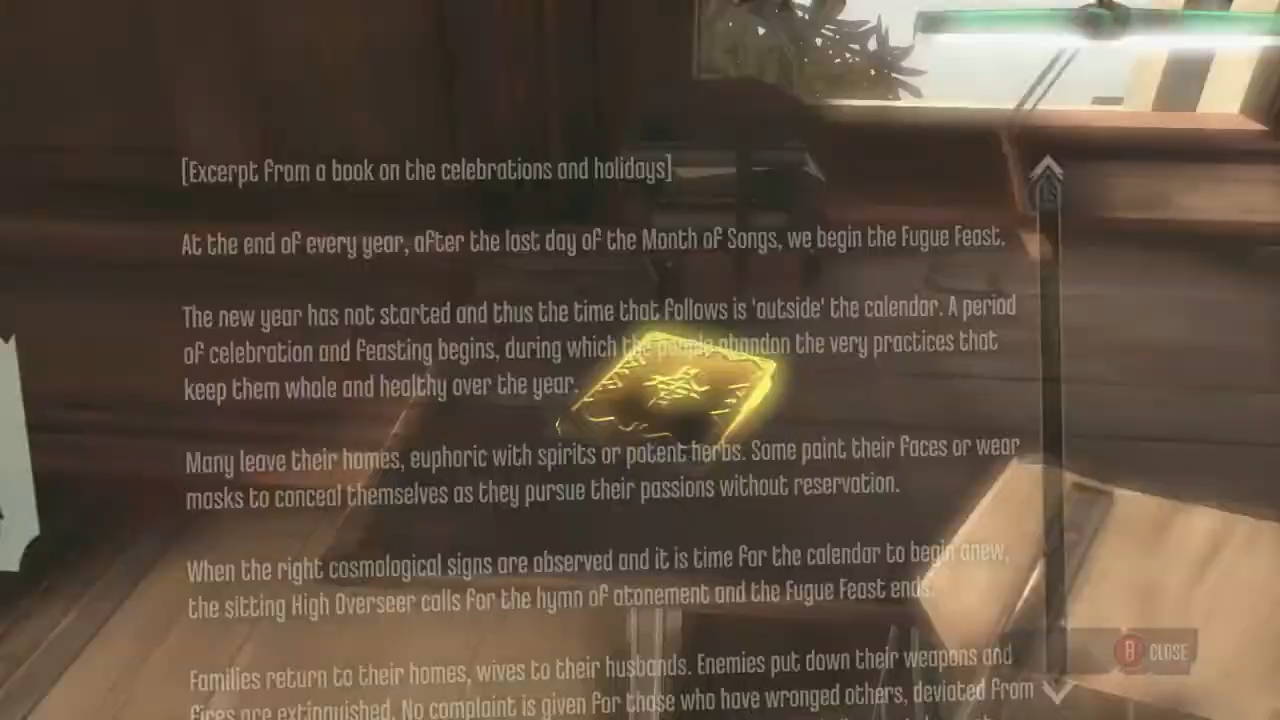 [Excerpt from a book on the celebrations and holidays]
At the end of every year, after the last day of the Month of Songs, we begin the Fugue Feast.
The new year has not started and thus the time that follows is 'outside' the calendar. A period
of celebration and feasting begins, during which the people abandon the very practices that
keep them whole and healthy over the year.
Many leave their homes, euphoric with spirits or potent herbs. Some paint their faces or wear
masks to conceal themselves as they pursue their passions without reservation.
When the right cosmological signs are observed and it is time for the calendar to begin anew,
the sitting High Overseer calls for the hymn of atonement and the Fugue Feast ends.
Families return to their homes, wives to their husbands. Enemies put down their weapons and
fires are extinguished. No complaint is given for those who have wronged others, deviated from
B CLOSE